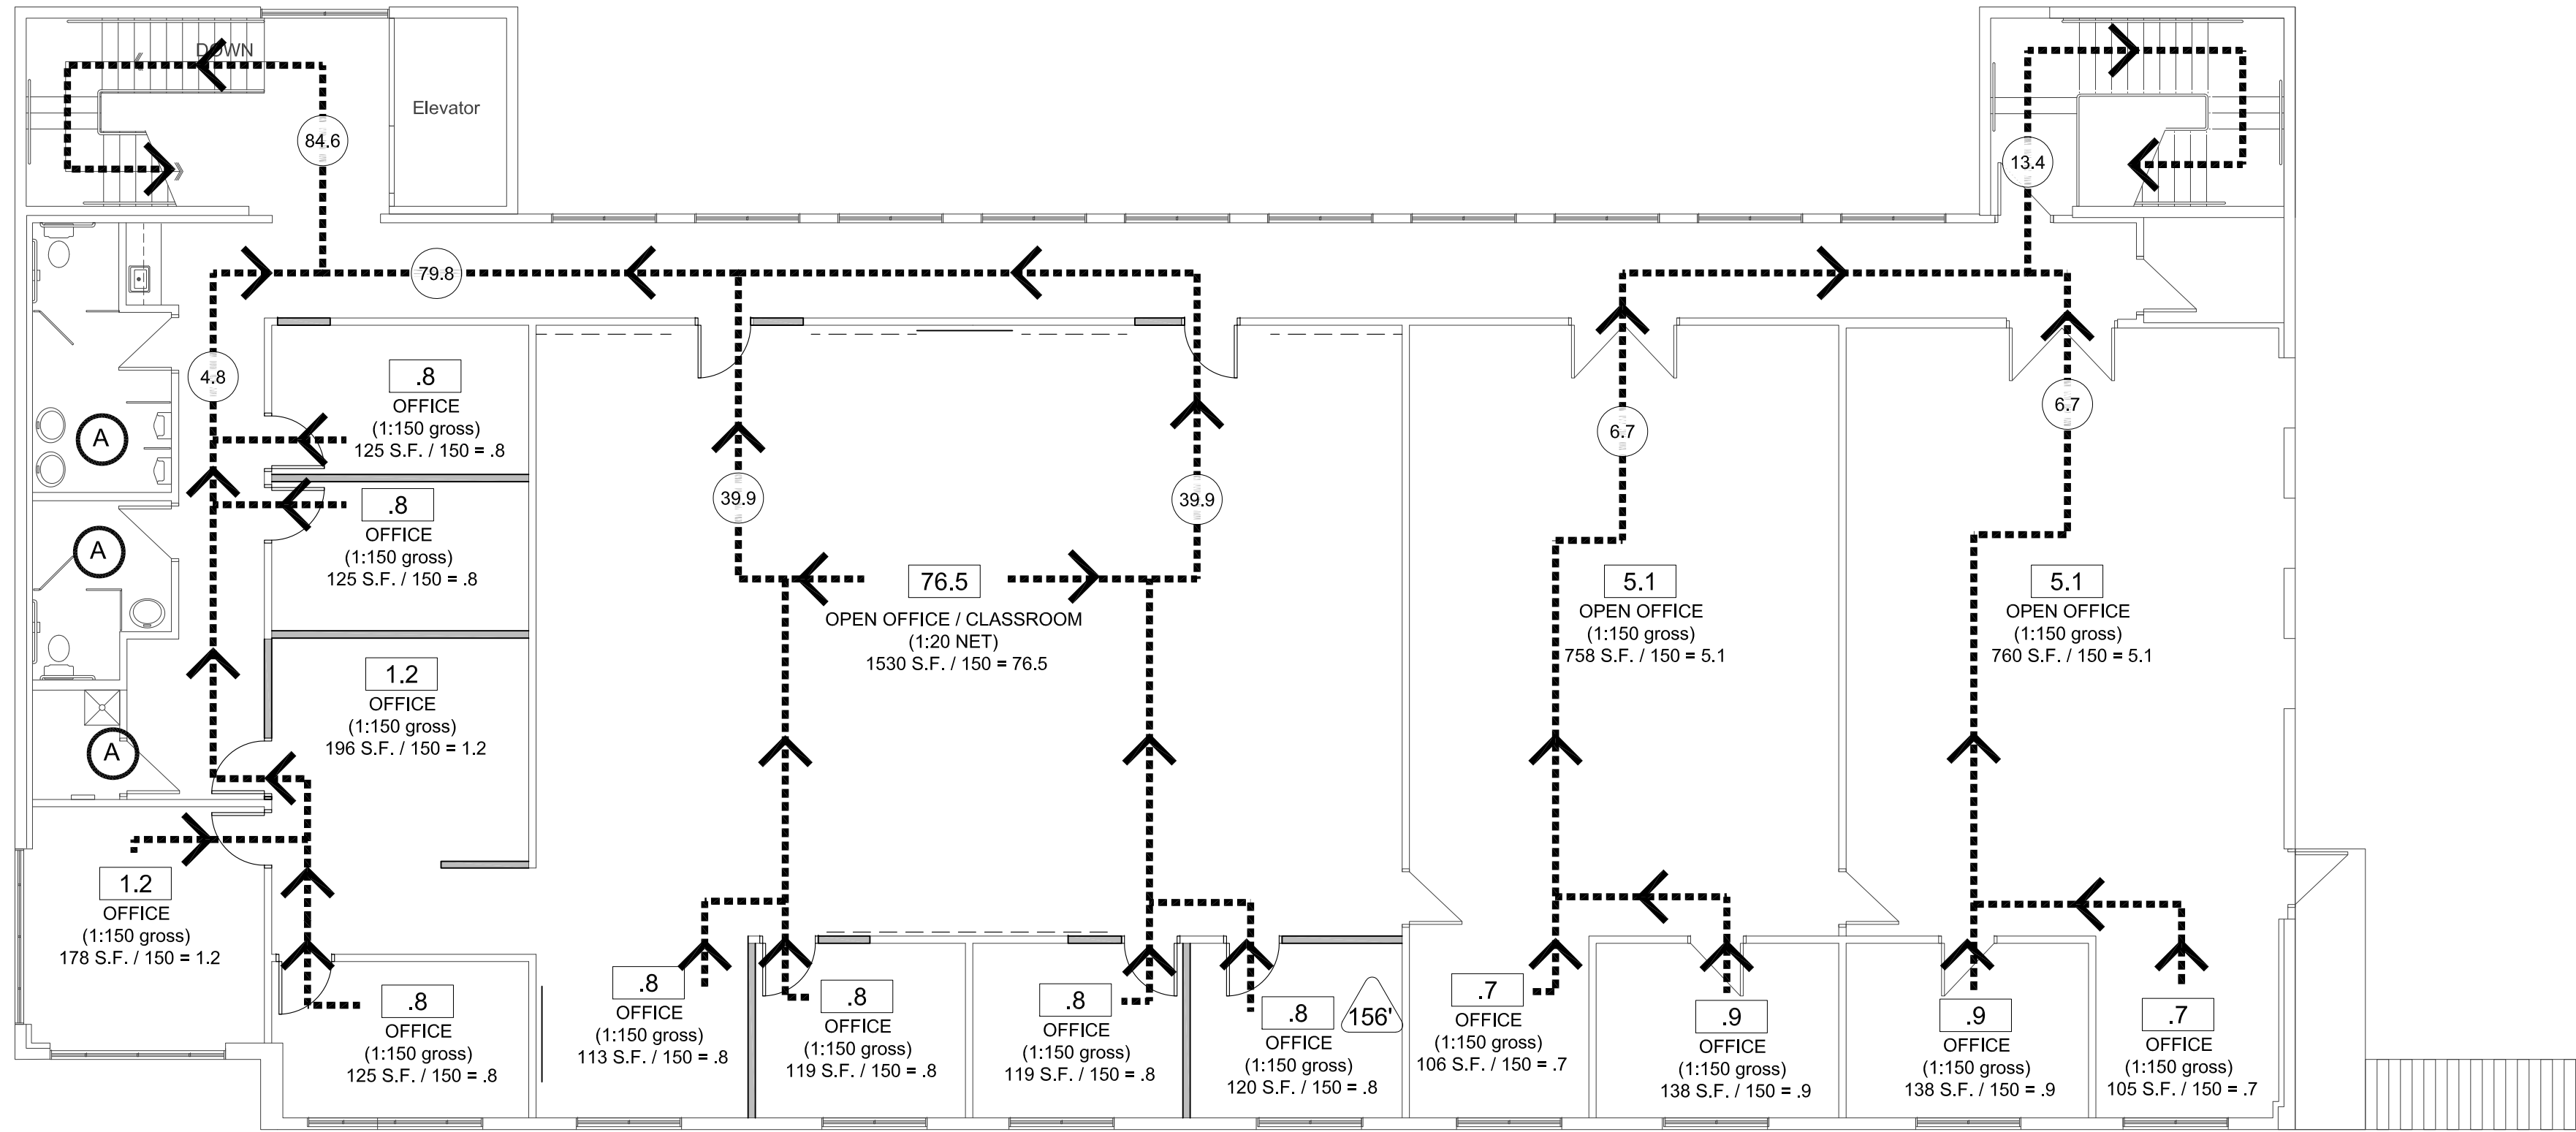 DOWN
Elevator
84.6
13.4
79.8
4.8
.8
OFFICE
(1:150 gross)
125 S.F. / 150 = .8
A
.8
OFFICE
(1:150 gross)
125 S.F. / 150 = .8
A
1.2
OFFICE
(1:150 gross)
196 S.F. / 150 = 1.2
A
1.2
OFFICE
(1:150 gross)
178 S.F. / 150 = 1.2
39.9
39.9
76.5
OPEN OFFICE / CLASSROOM
(1:20 NET)
1530 S.F. / 150 = 76.5
6.7
5.1
OPEN OFFICE
(1:150 gross)
758 S.F. / 150 = 5.1
6.7
5.1
OPEN OFFICE
(1:150 gross)
760 S.F. / 150 = 5.1
.8
OFFICE
(1:150 gross)
125 S.F. / 150 = .8
.8
OFFICE
(1:150 gross)
113 S.F. / 150 = .8
.8
OFFICE
(1:150 gross)
119 S.F. / 150 = .8
.8
OFFICE
(1:150 gross)
119 S.F. / 150 = .8
.8
OFFICE
(1:150 gross)
120 S.F. / 150 = .8
156'
.7
OFFICE
(1:150 gross)
106 S.F. / 150 = .7
.9
OFFICE
(1:150 gross)
138 S.F. / 150 = .9
.9
OFFICE
(1:150 gross)
138 S.F. / 150 = .9
.7
OFFICE
(1:150 gross)
105 S.F. / 150 = .7